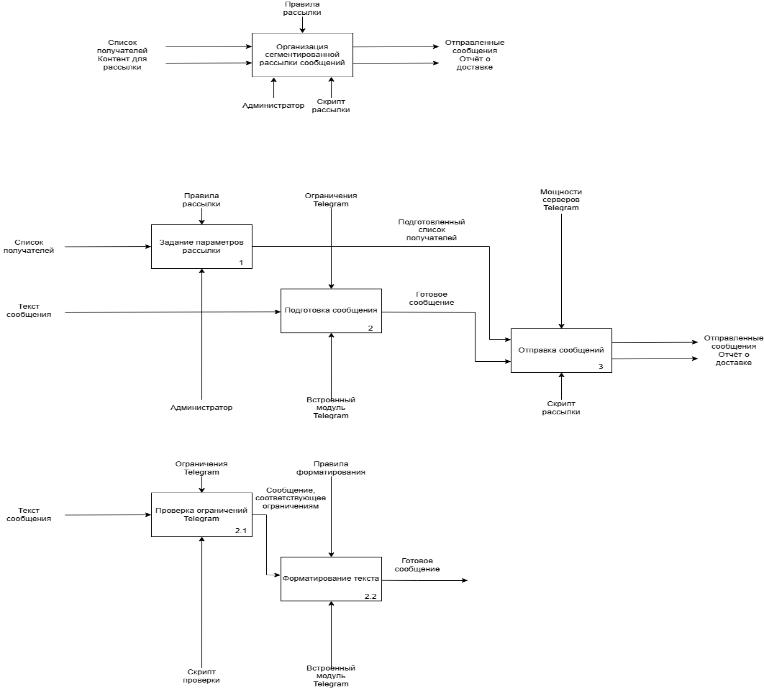 Правила
рассылки
Список
получателей
Контент для
рассылки
Организация
сегментированной
рассылки сообщений
Отправленные
сообщения
Отчёт о
доставке
Администратор
Скрипт
рассылки
Правила
рассылки
Ограничения
Telegram
Мощности
серверов
Telegram
Список
получателей
Задание параметров
рассылки
1
Подготовленный
список
получателей
Текст
сообщения
Подготовка сообщения
2
Готовое
сообщение
Отправка сообщений
3
Отправленные
сообщения
Отчёт о
доставке
Администратор
Встроенный
модуль
Telegram
Скрипт
рассылки
Ограничения
Telegram
Правила
форматирования
Текст
сообщения
Проверка ограничений
Telegram
2.1
Сообщение,
соответствующее
ограничениям
Форматирование текста
2.2
Готовое
сообщение
Скрипт
проверки
Встроенный
модуль
Telegram